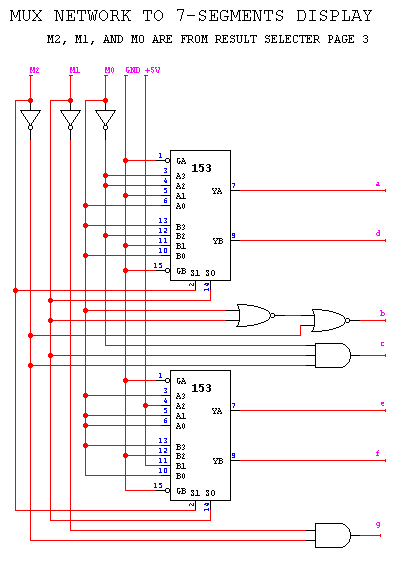 MUX NETWORK TO 7-SEGMENTS DISPLAY
M2, M1, AND M0 ARE FROM RESULT SELECTER PAGE 3
M2 M1 M0 GND +5V
1 GA
153
3 A3
4 A2
5 A1
6 A0
YA 7
a
13 B3
12 B2
11 B1
10 B0
YB 9
d
15 GB
S1 S0
2 14
b
c
1 GA
153
3 A3
4 A2
5 A1
6 A0
YA 7
e
13 B3
12 B2
11 B1
10 B0
YB 9
f
15 GB
S1 S0
2 14
g